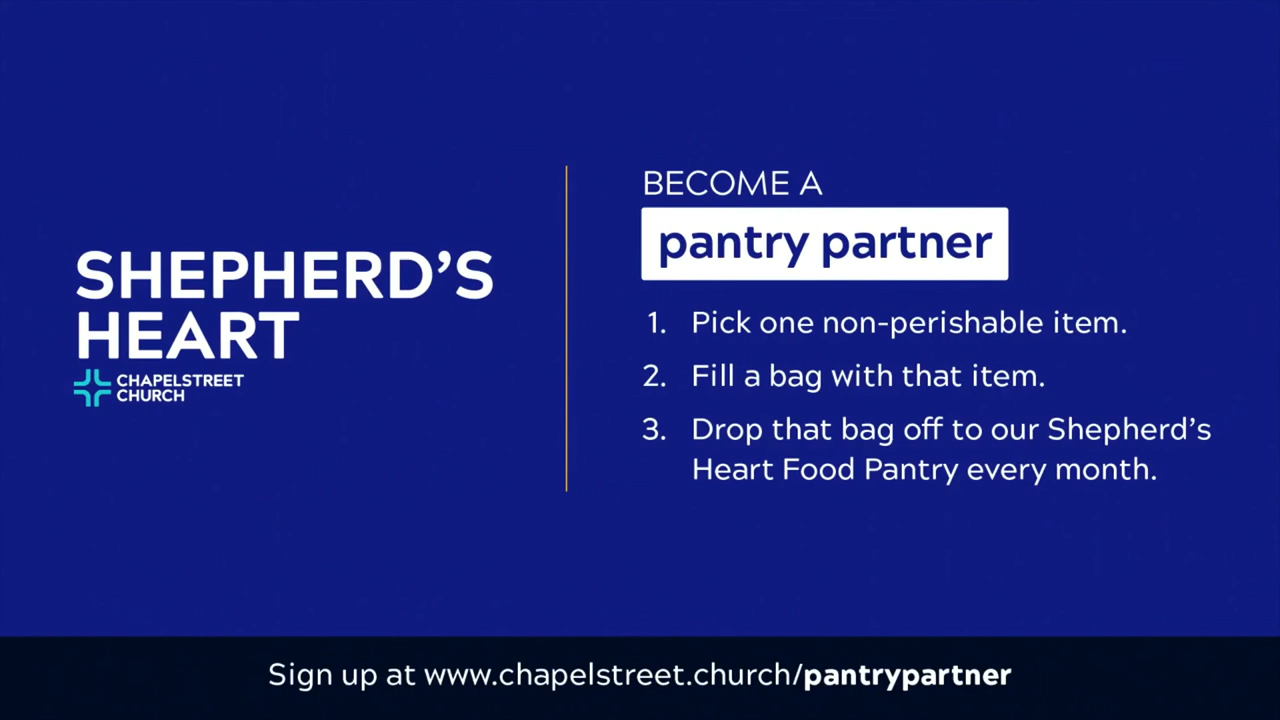 SHEPHERD’S
HEART
CHAPELSTREET
CHURCH
BECOME A
pantry partner
1. Pick one non-perishable item.
2. Fill a bag with that item.
3. Drop that bag off to our Shepherd’s
Heart Food Pantry every month.
Sign up at www.chapelstreet.church/pantrypartner